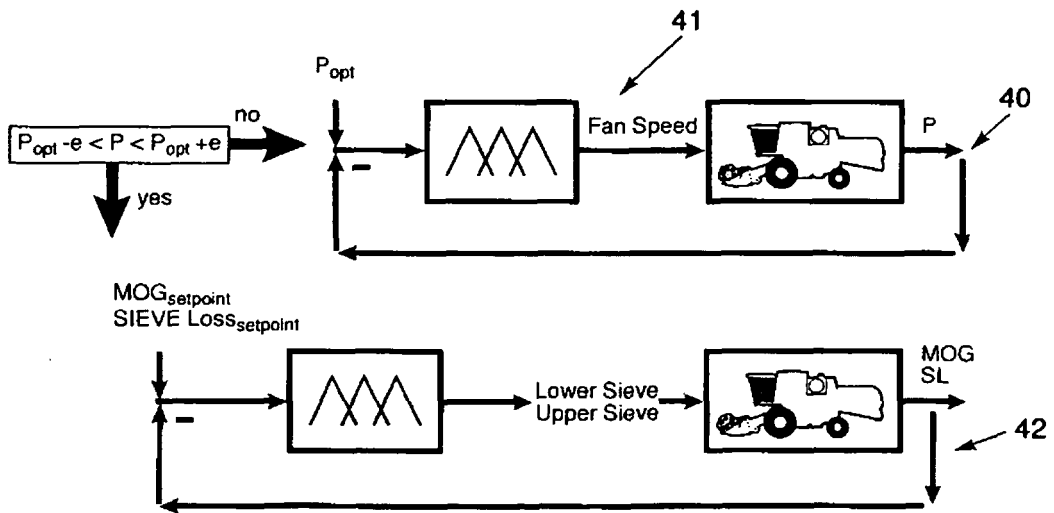 41
P_opt
no
Fan Speed
P
40
P_opt -e < P < P_opt +e
−
yes
MOG_setpoint
SIEVE Loss_setpoint
MOG
SL
Lower Sieve
Upper Sieve
−
42